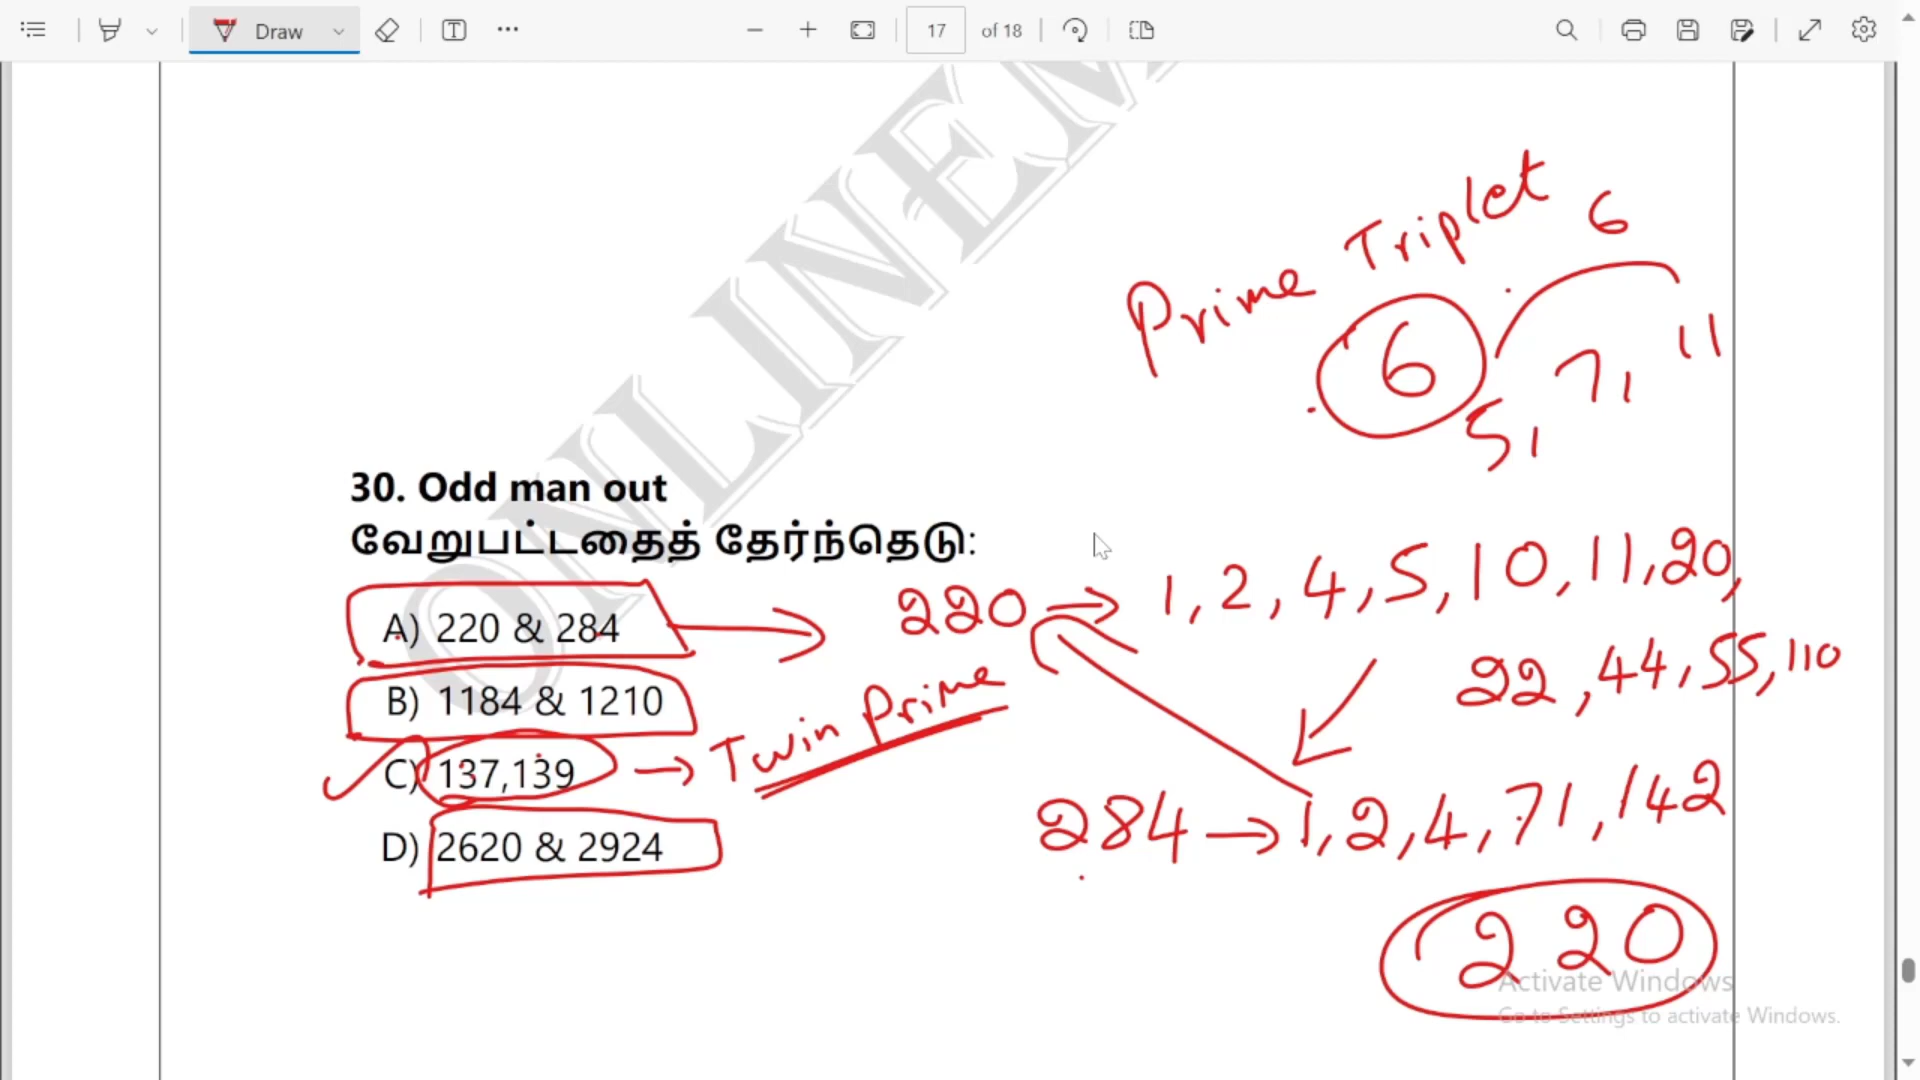 Draw
17 of 18
ONLINEM
Prime Triplet 6
6 5, 7, 11
30. Odd man out
வேறுபட்டதைத் தேர்ந்தெடு:
A) 220 & 284
220 → 1, 2, 4, 5, 10, 11, 20,
22, 44, 55, 110
B) 1184 & 1210
C) 137,139 → Twin Prime
D) 2620 & 2924
284 → 1, 2, 4, 71, 142
220
Activate Windows
Go to Settings to activate Windows.